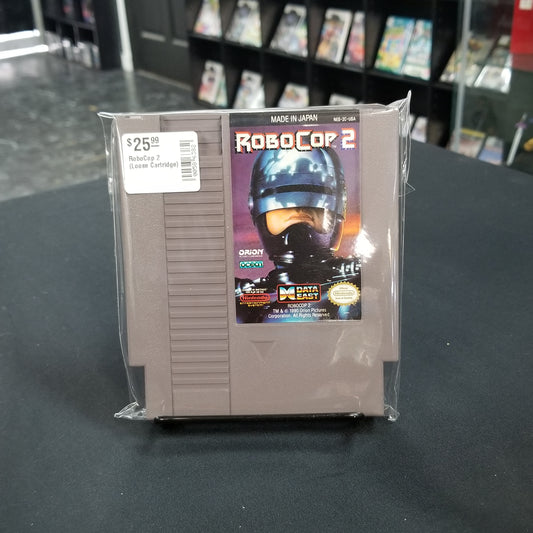 $25.99
RoboCop 2
(Loose Cartridge)
MADE IN JAPAN
NES-2C-USA
ROBOCOP 2
ORION
ocean
Nintendo
DATA
EAST
ROBOCOP 2
TM & © 1990 Orion Pictures
Corporation. All Rights Reserved